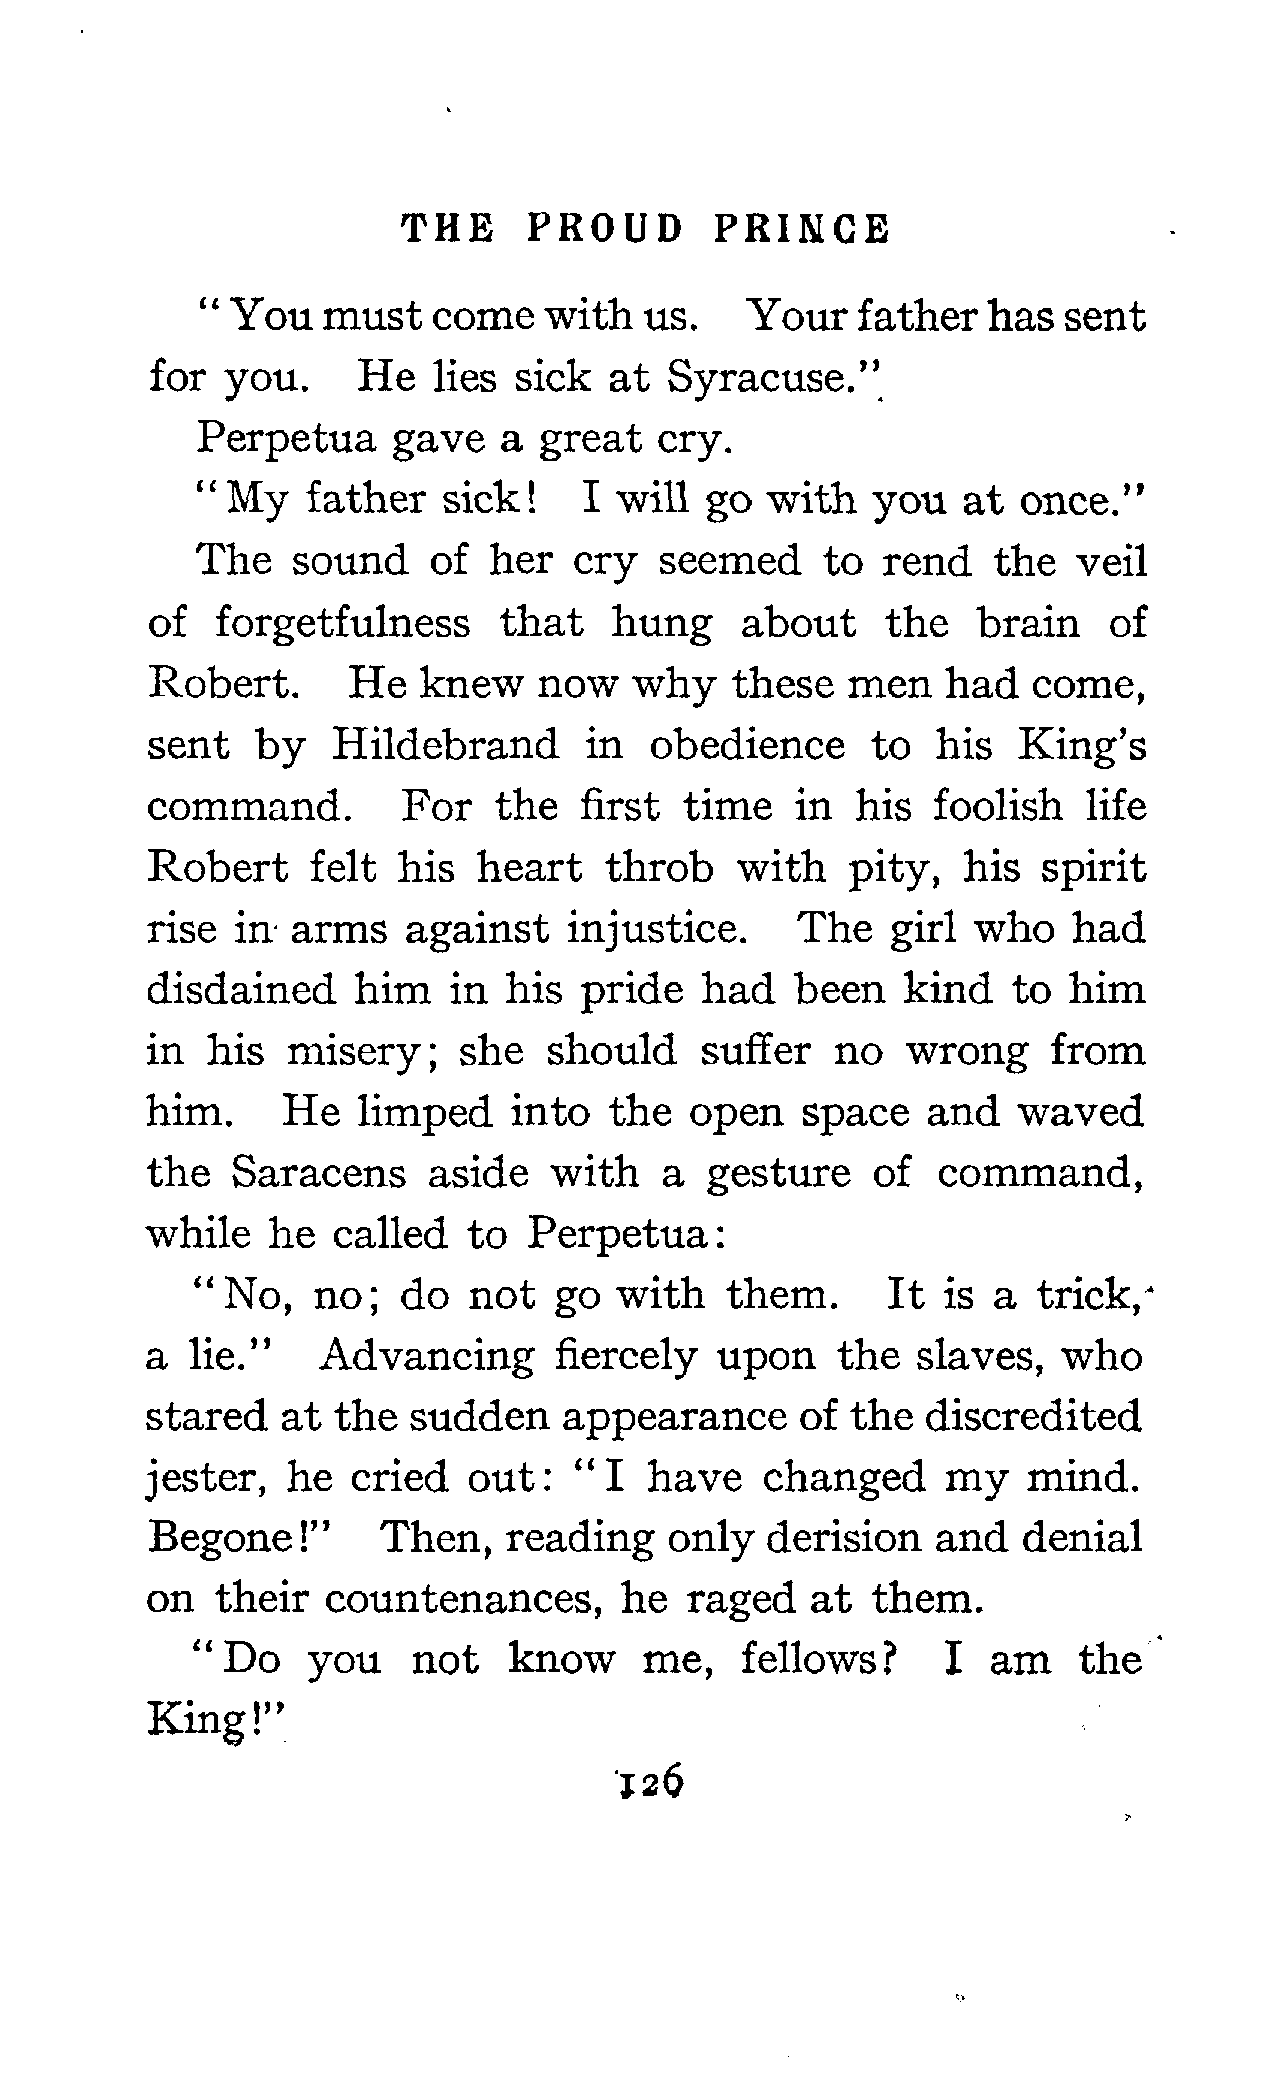 THE PROUD PRINCE
"You must come with us. Your father has sent
for you. He lies sick at Syracuse."
Perpetua gave a great cry.
"My father sick! I will go with you at once."
The sound of her cry seemed to rend the veil
of forgetfulness that hung about the brain of
Robert. He knew now why these men had come,
sent by Hildebrand in obedience to his King's
command. For the first time in his foolish life
Robert felt his heart throb with pity, his spirit
rise in arms against injustice. The girl who had
disdained him in his pride had been kind to him
in his misery; she should suffer no wrong from
him. He limped into the open space and waved
the Saracens aside with a gesture of command,
while he called to Perpetua:
"No, no; do not go with them. It is a trick,
a lie." Advancing fiercely upon the slaves, who
stared at the sudden appearance of the discredited
jester, he cried out: "I have changed my mind.
Begone!" Then, reading only derision and denial
on their countenances, he raged at them.
"Do you not know me, fellows? I am the
King!"
126